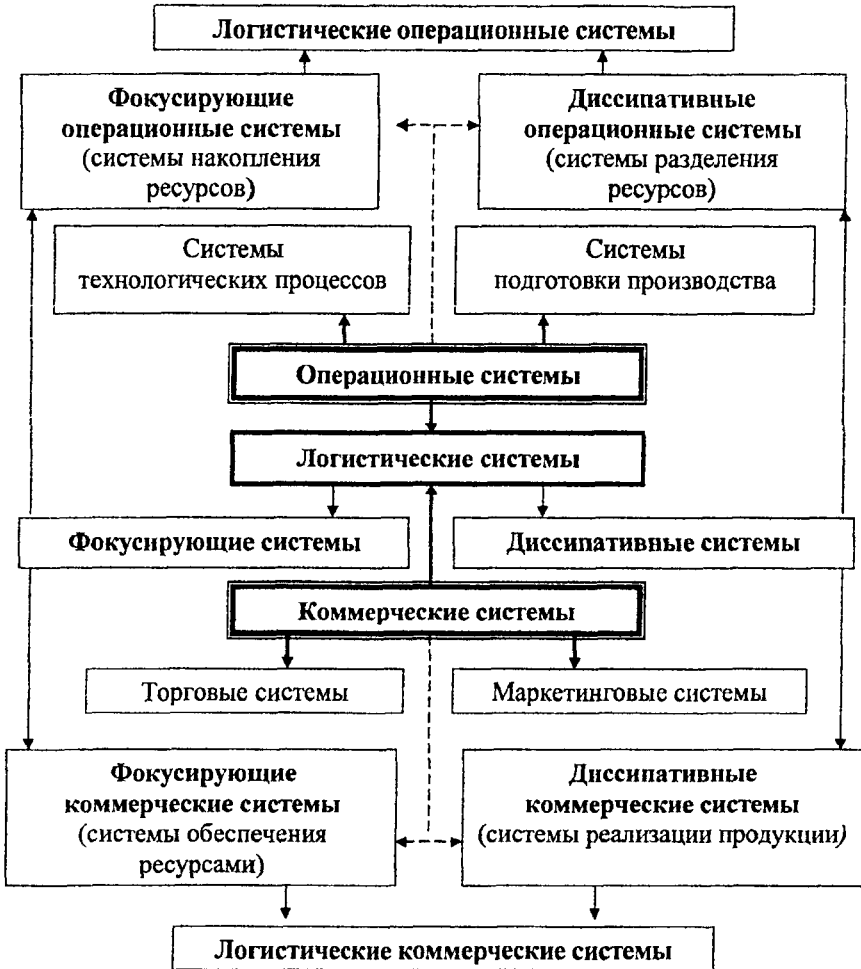 Логистические операционные системы
Фокусирующие
операционные системы
(системы накопления
ресурсов)
Диссипативные
операционные системы
(системы разделения
ресурсов)
Системы
технологических процессов
Системы
подготовки производства
Операционные системы
Логистические системы
Фокусирующие системы
Диссипативные системы
Коммерческие системы
Торговые системы
Маркетинговые системы
Фокусирующие
коммерческие системы
(системы обеспечения
ресурсами)
Диссипативные
коммерческие системы
(системы реализации продукции)
Логистические коммерческие системы